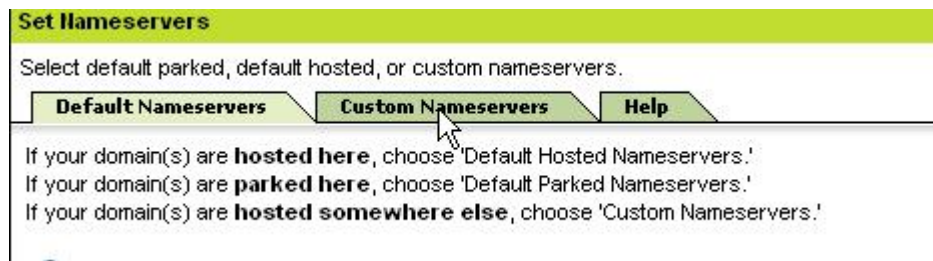 Set Nameservers
Select default parked, default hosted, or custom nameservers.
Default Nameservers Custom Nameservers Help
If your domain(s) are hosted here, choose 'Default Hosted Nameservers.'
If your domain(s) are parked here, choose 'Default Parked Nameservers.'
If your domain(s) are hosted somewhere else, choose 'Custom Nameservers.'